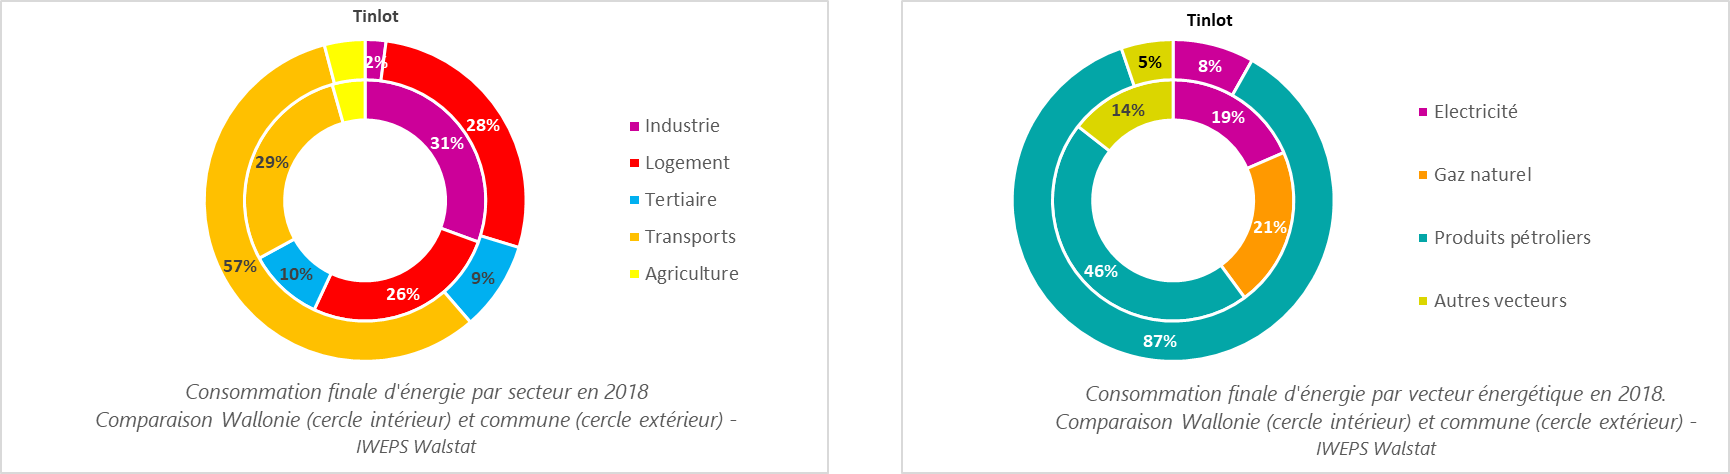 Tinlot
2%
28%
31%
29%
57%
10%
26%
9%
Industrie
Logement
Tertiaire
Transports
Agriculture
Consommation finale d'énergie par secteur en 2018
Comparaison Wallonie (cercle intérieur) et commune (cercle extérieur) -
IWEPS Walstat
Tinlot
5%
8%
14%
19%
21%
46%
87%
Electricité
Gaz naturel
Produits pétroliers
Autres vecteurs
Consommation finale d'énergie par vecteur énergétique en 2018.
Comparaison Wallonie (cercle intérieur) et commune (cercle extérieur) -
IWEPS Walstat